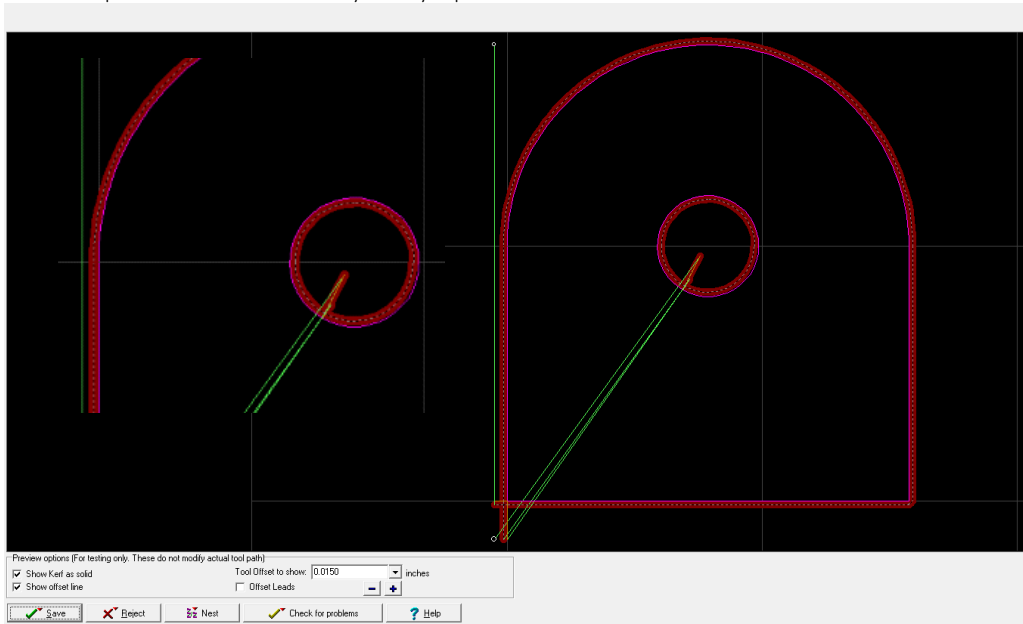 Preview options (For testing only. These do not modify actual tool path)
Show Kerf as solid
Tool Offset to show: 0.0150 inches
Show offset line
Offset Leads
- +
Save Reject Nest Check for problems ? Help